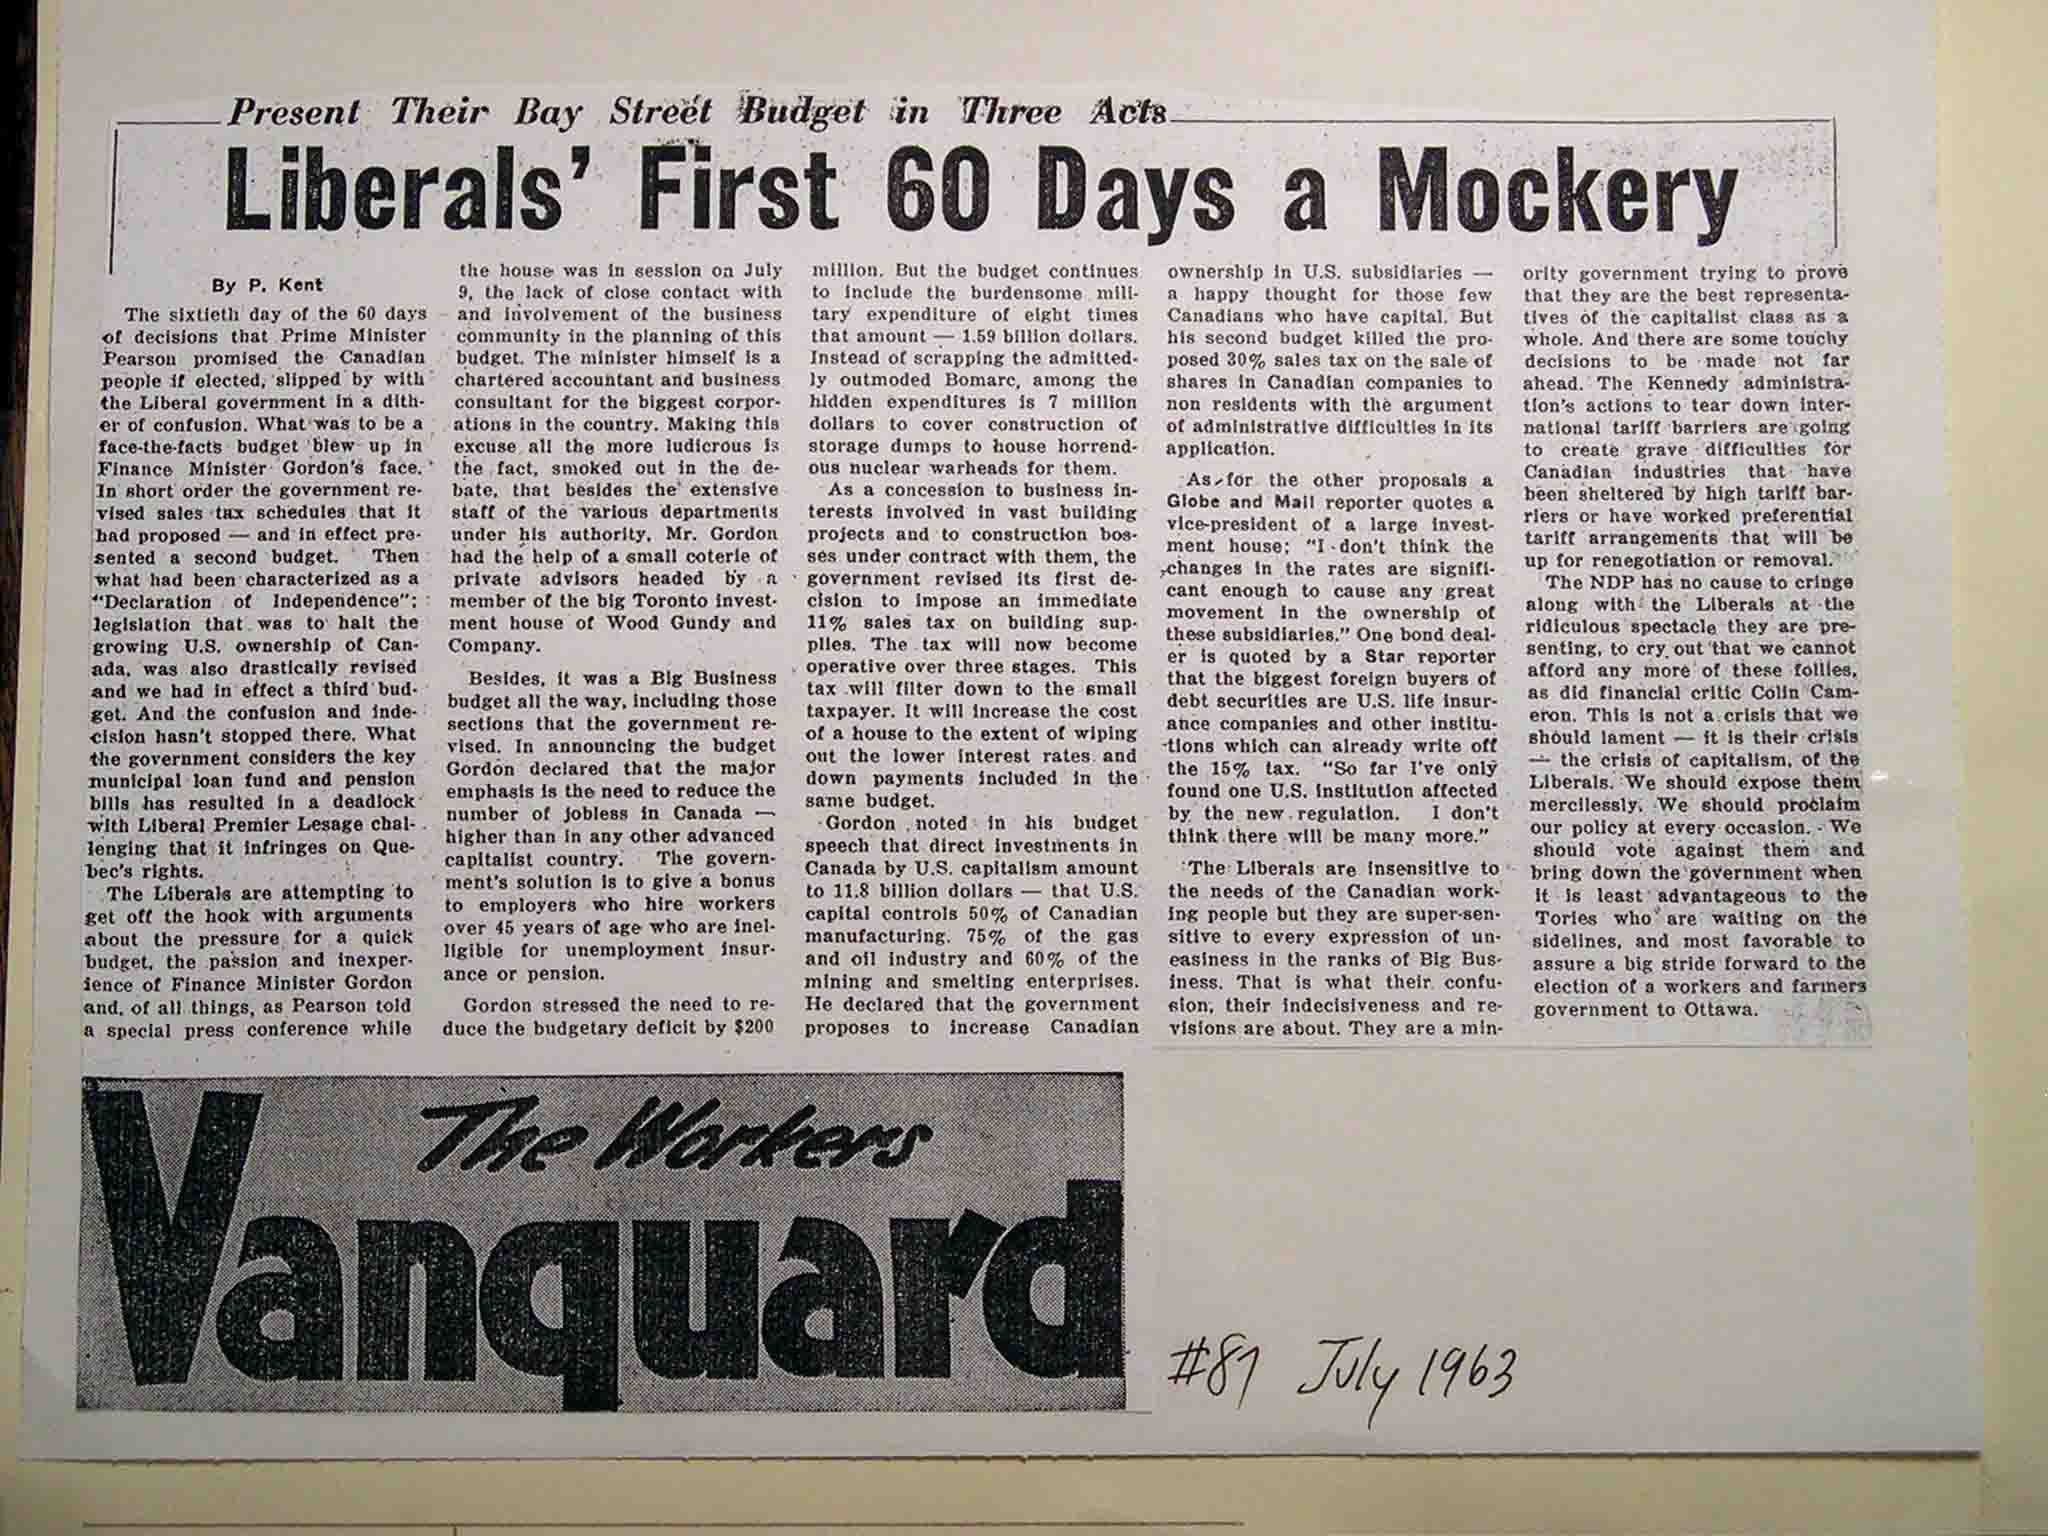 Present Their Bay Street Budget in Three Acts
Liberals' First 60 Days a Mockery
By P. Kent
The sixtieth day of the 60 days
of decisions that Prime Minister
Pearson promised the Canadian
people if elected, slipped by with
the Liberal government in a dith-
er of confusion. What was to be a
face-the-facts budget blew up in
Finance Minister Gordon's face.
In short order the government re-
vised sales tax schedules that it
had proposed — and in effect pre-
sented a second budget. Then
what had been characterized as a
"Declaration of Independence";
legislation that was to halt the
growing U.S. ownership of Can-
ada, was also drastically revised
and we had in effect a third bud-
get. And the confusion and inde-
cision hasn't stopped there. What
the government considers the key
municipal loan fund and pension
bills has resulted in a deadlock
with Liberal Premier Lesage chal-
lenging that it infringes on Que-
bec's rights.
The Liberals are attempting to
get off the hook with arguments
about the pressure for a quick
budget, the passion and inexper-
ience of Finance Minister Gordon
and, of all things, as Pearson told
a special press conference while
the house was in session on July
9, the lack of close contact with
and involvement of the business
community in the planning of this
budget. The minister himself is a
chartered accountant and business
consultant for the biggest corpor-
ations in the country. Making this
excuse all the more ludicrous is
the fact, smoked out in the de-
bate, that besides the extensive
staff of the various departments
under his authority, Mr. Gordon
had the help of a small coterie of
private advisors headed by a
member of the big Toronto invest-
ment house of Wood Gundy and
Company.
Besides, it was a Big Business
budget all the way, including those
sections that the government re-
vised. In announcing the budget
Gordon declared that the major
emphasis is the need to reduce the
number of jobless in Canada —
higher than in any other advanced
capitalist country. The govern-
ment's solution is to give a bonus
to employers who hire workers
over 45 years of age who are inel-
ligible for unemployment insur-
ance or pension.
Gordon stressed the need to re-
duce the budgetary deficit by $200
million. But the budget continues
to include the burdensome mili-
tary expenditure of eight times
that amount — 1.59 billion dollars.
Instead of scrapping the admitted-
ly outmoded Bomarc, among the
hidden expenditures is 7 million
dollars to cover construction of
storage dumps to house horrend-
ous nuclear warheads for them.
As a concession to business in-
terests involved in vast building
projects and to construction bos-
ses under contract with them, the
government revised its first de-
cision to impose an immediate
11% sales tax on building sup-
plies. The tax will now become
operative over three stages. This
tax will filter down to the small
taxpayer. It will increase the cost
of a house to the extent of wiping
out the lower interest rates and
down payments included in the
same budget.
Gordon noted in his budget
speech that direct investments in
Canada by U.S. capitalism amount
to 11.8 billion dollars — that U.S.
capital controls 50% of Canadian
manufacturing. 75% of the gas
and oil industry and 60% of the
mining and smelting enterprises.
He declared that the government
proposes to increase Canadian
ownership in U.S. subsidiaries —
a happy thought for those few
Canadians who have capital. But
his second budget killed the pro-
posed 30% sales tax on the sale of
shares in Canadian companies to
non residents with the argument
of administrative difficulties in its
application.
As for the other proposals a
Globe and Mail reporter quotes a
vice-president of a large invest-
ment house; "I don't think the
changes in the rates are signifi-
cant enough to cause any great
movement in the ownership of
these subsidiaries." One bond deal-
er is quoted by a Star reporter
that the biggest foreign buyers of
debt securities are U.S. life insur-
ance companies and other institu-
tions which can already write off
the 15% tax. "So far I've only
found one U.S. institution affected
by the new regulation. I don't
think there will be many more."
The Liberals are insensitive to
the needs of the Canadian work-
ing people but they are super-sen-
sitive to every expression of un-
easiness in the ranks of Big Bus-
iness. That is what their confu-
sion, their indecisiveness and re-
visions are about. They are a min-
ority government trying to prove
that they are the best representa-
tives of the capitalist class as a
whole. And there are some touchy
decisions to be made not far
ahead. The Kennedy administra-
tion's actions to tear down inter-
national tariff barriers are going
to create grave difficulties for
Canadian industries that have
been sheltered by high tariff bar-
riers or have worked preferential
tariff arrangements that will be
up for renegotiation or removal.
The NDP has no cause to cringe
along with the Liberals at the
ridiculous spectacle they are pre-
senting, to cry out that we cannot
afford any more of these follies,
as did financial critic Colin Cam-
eron. This is not a crisis that we
should lament — it is their crisis
— the crisis of capitalism, of the
Liberals. We should expose them
mercilessly. We should proclaim
our policy at every occasion. We
should vote against them and
bring down the government when
it is least advantageous to the
Tories who are waiting on the
sidelines, and most favorable to
assure a big stride forward to the
election of a workers and farmers
government to Ottawa.
The Workers
Vanguard
#81 July 1963